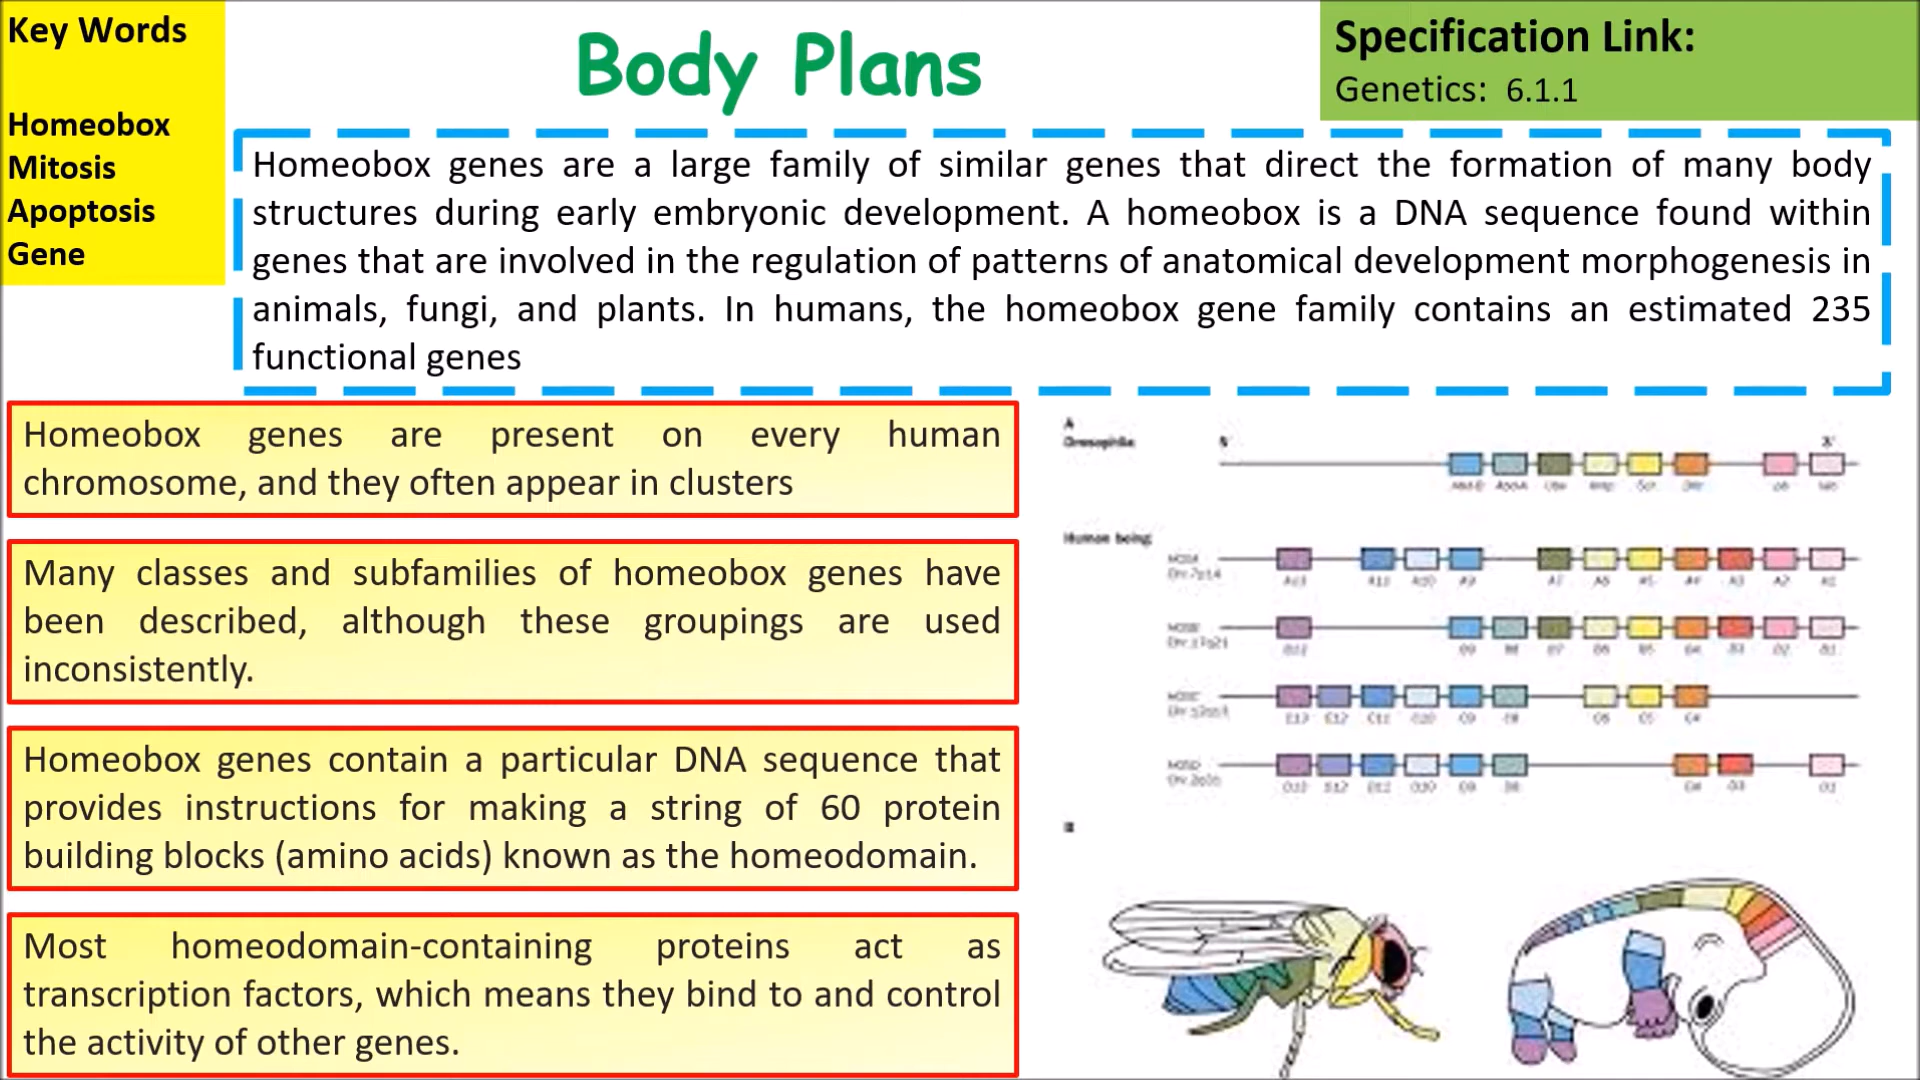 Key Words
Homeobox
Mitosis
Apoptosis
Gene
Body Plans
Specification Link:
Genetics: 6.1.1
Homeobox genes are a large family of similar genes that direct the formation of many body
structures during early embryonic development. A homeobox is a DNA sequence found within
genes that are involved in the regulation of patterns of anatomical development morphogenesis in
animals, fungi, and plants. In humans, the homeobox gene family contains an estimated 235
functional genes
Homeobox genes are present on every human
chromosome, and they often appear in clusters
Many classes and subfamilies of homeobox genes have
been described, although these groupings are used
inconsistently.
Homeobox genes contain a particular DNA sequence that
provides instructions for making a string of 60 protein
building blocks (amino acids) known as the homeodomain.
Most homeodomain-containing proteins act as
transcription factors, which means they bind to and control
the activity of other genes.
A
Drosophila
Human being